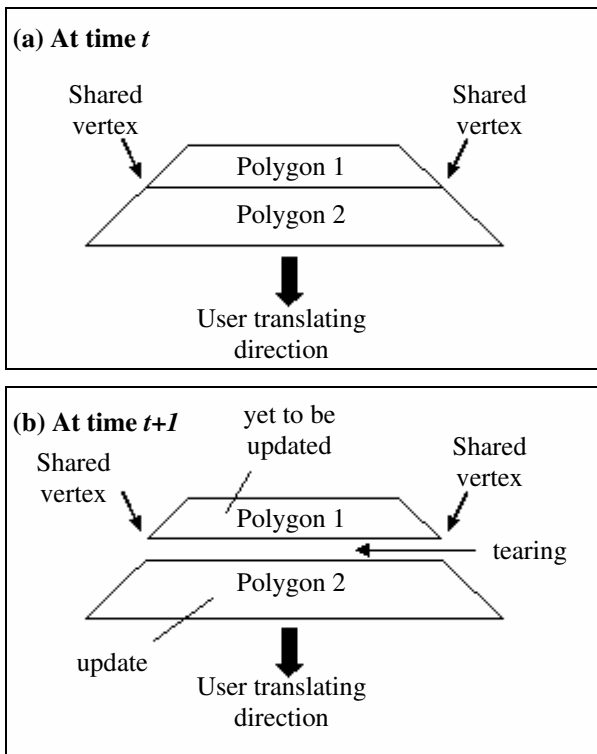 (a) At time t
Shared
vertex
Shared
vertex
Polygon 1
Polygon 2
User translating
direction
(b) At time t+1
yet to be
updated
Shared
vertex
Shared
vertex
Polygon 1
tearing
Polygon 2
update
User translating
direction